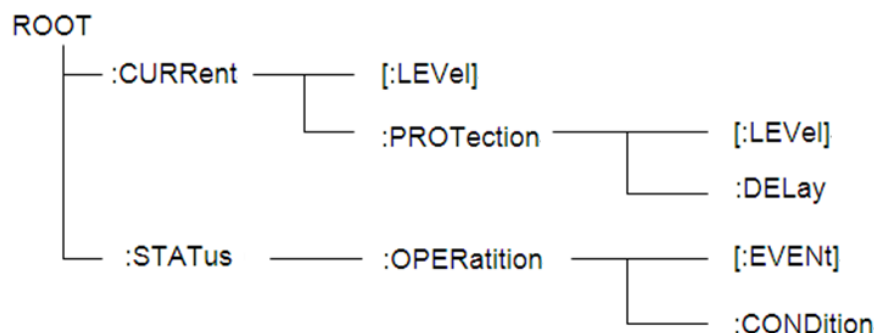 ROOT
:CURRent [:LEVel]
:PROTection [:LEVel]
:DELay
:STATus :OPERatition [:EVENt]
:CONDition